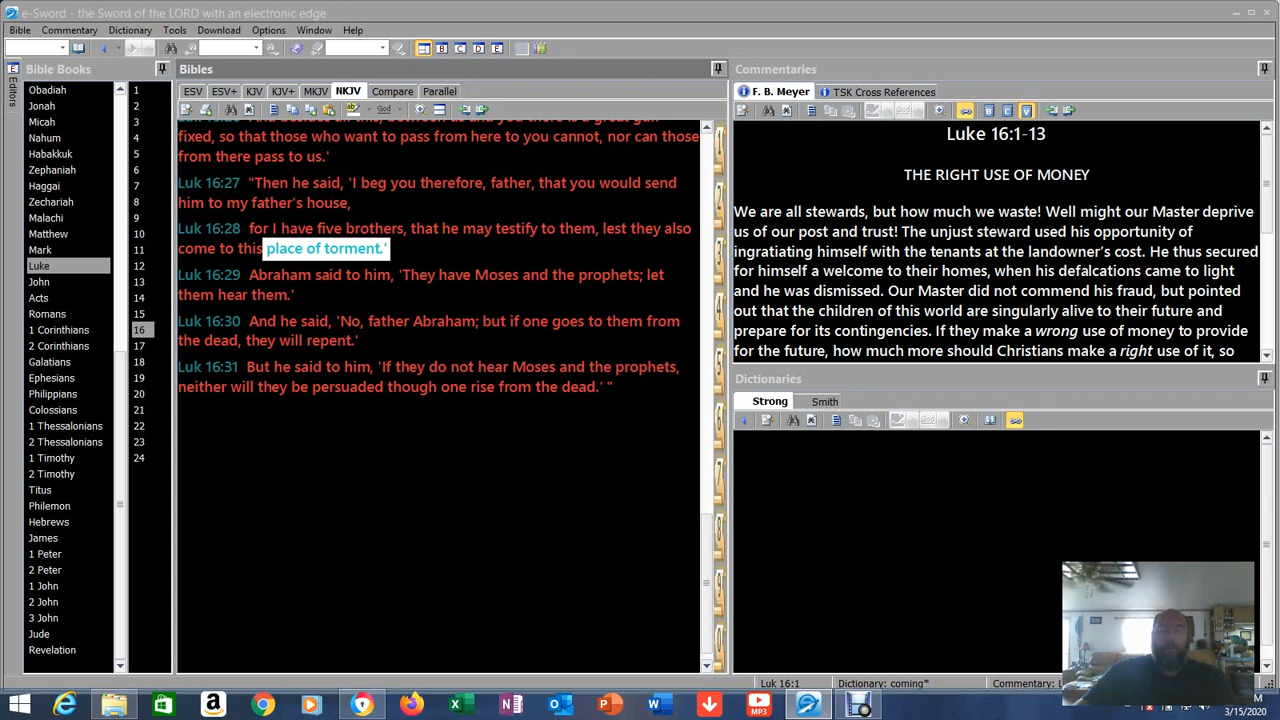 e-Sword - the Sword of the LORD with an electronic edge
Bible Commentary Dictionary Tools Download Options Window Help
B C D E
Editors
Bible Books
Obadiah
Jonah
Micah
Nahum
Habakkuk
Zephaniah
Haggai
Zechariah
Malachi
Matthew
Mark
Luke
John
Acts
Romans
1 Corinthians
2 Corinthians
Galatians
Ephesians
Philippians
Colossians
1 Thessalonians
2 Thessalonians
1 Timothy
2 Timothy
Titus
Philemon
Hebrews
James
1 Peter
2 Peter
1 John
2 John
3 John
Jude
Revelation
1
2
3
4
5
6
7
8
9
10
11
12
13
14
15
16
17
18
19
20
21
22
23
24
Bibles
ESV ESV+ KJV KJV+ MKJV NKJV Compare Parallel
God
fixed, so that those who want to pass from here to you cannot, nor can those
from there pass to us.'
Luk 16:27 "Then he said, 'I beg you therefore, father, that you would send
him to my father's house,
Luk 16:28 for I have five brothers, that he may testify to them, lest they also
come to this place of torment.'
Luk 16:29 Abraham said to him, 'They have Moses and the prophets; let
them hear them.'
Luk 16:30 And he said, 'No, father Abraham; but if one goes to them from
the dead, they will repent.'
Luk 16:31 But he said to him, 'If they do not hear Moses and the prophets,
neither will they be persuaded though one rise from the dead.' "
1
2
3
4
5
6
7
8
9
Commentaries
F. B. Meyer TSK Cross References
God B C V
Luke 16:1-13
THE RIGHT USE OF MONEY
We are all stewards, but how much we waste! Well might our Master deprive
us of our post and trust! The unjust steward used his opportunity of
ingratiating himself with the tenants at the landowner's cost. He thus secured
for himself a welcome to their homes, when his defalcations came to light
and he was dismissed. Our Master did not commend his fraud, but pointed
out that the children of this world are singularly alive to their future and
prepare for its contingencies. If they make a wrong use of money to provide
for the future, how much more should Christians make a right use of it, so
Dictionaries
Strong Smith
God
Luk 16:1 Dictionary: coming* Commentary: L
MP3
M
3/15/2020